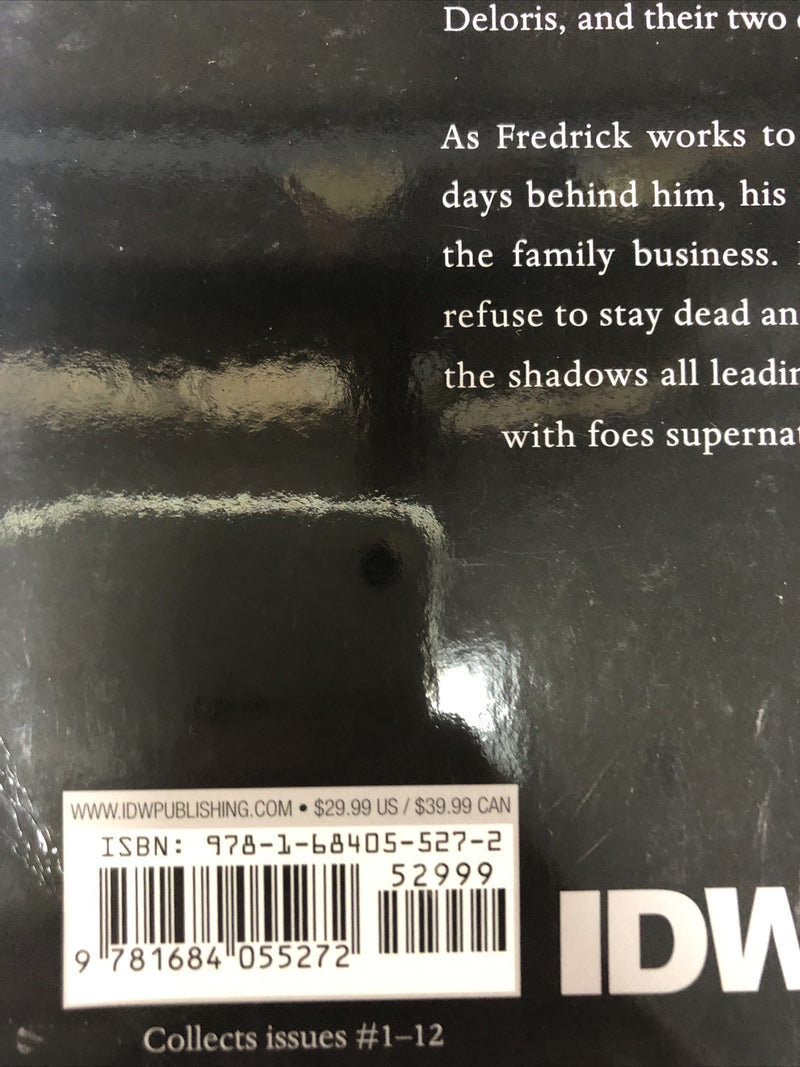 Deloris, and their two
As Fredrick works to
days behind him, his
the family business.
refuse to stay dead an
the shadows all leadin
with foes supernat
WWW.IDWPUBLISHING.COM • $29.99 US / $39.99 CAN
ISBN: 978-1-68405-527-2
52999
9 781684 055272
IDW
Collects issues #1–12